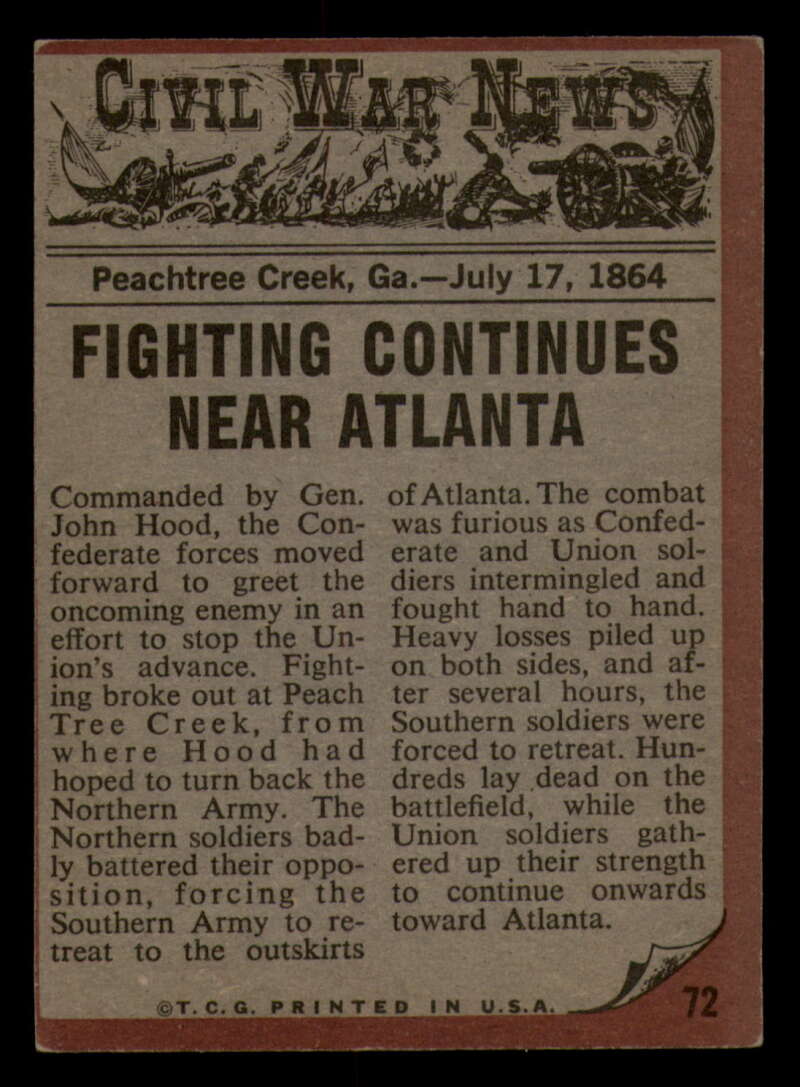 CIVIL WAR NEWS
Peachtree Creek, Ga.—July 17, 1864
FIGHTING CONTINUES
NEAR ATLANTA
Commanded by Gen.
John Hood, the Con-
federate forces moved
forward to greet the
oncoming enemy in an
effort to stop the Un-
ion's advance. Fight-
ing broke out at Peach
Tree Creek, from
where Hood had
hoped to turn back the
Northern Army. The
Northern soldiers bad-
ly battered their oppo-
sition, forcing the
Southern Army to re-
treat to the outskirts
of Atlanta. The combat
was furious as Confed-
erate and Union sol-
diers intermingled and
fought hand to hand.
Heavy losses piled up
on both sides, and af-
ter several hours, the
Southern soldiers were
forced to retreat. Hun-
dreds lay dead on the
battlefield, while the
Union soldiers gath-
ered up their strength
to continue onwards
toward Atlanta.
©T.C.G. PRINTED IN U.S.A.
72